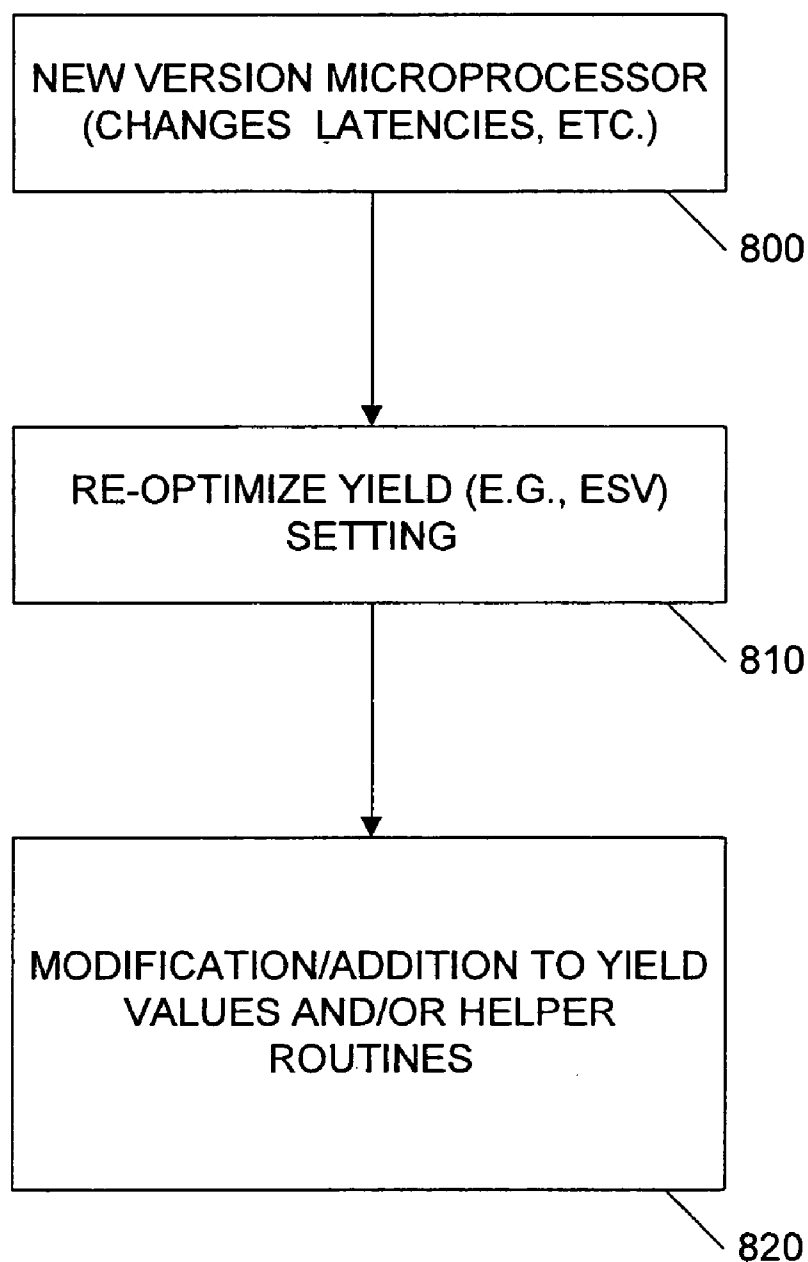 NEW VERSION MICROPROCESSOR
(CHANGES LATENCIES, ETC.)
800
RE-OPTIMIZE YIELD (E.G., ESV)
SETTING
810
MODIFICATION/ADDITION TO YIELD
VALUES AND/OR HELPER
ROUTINES
820